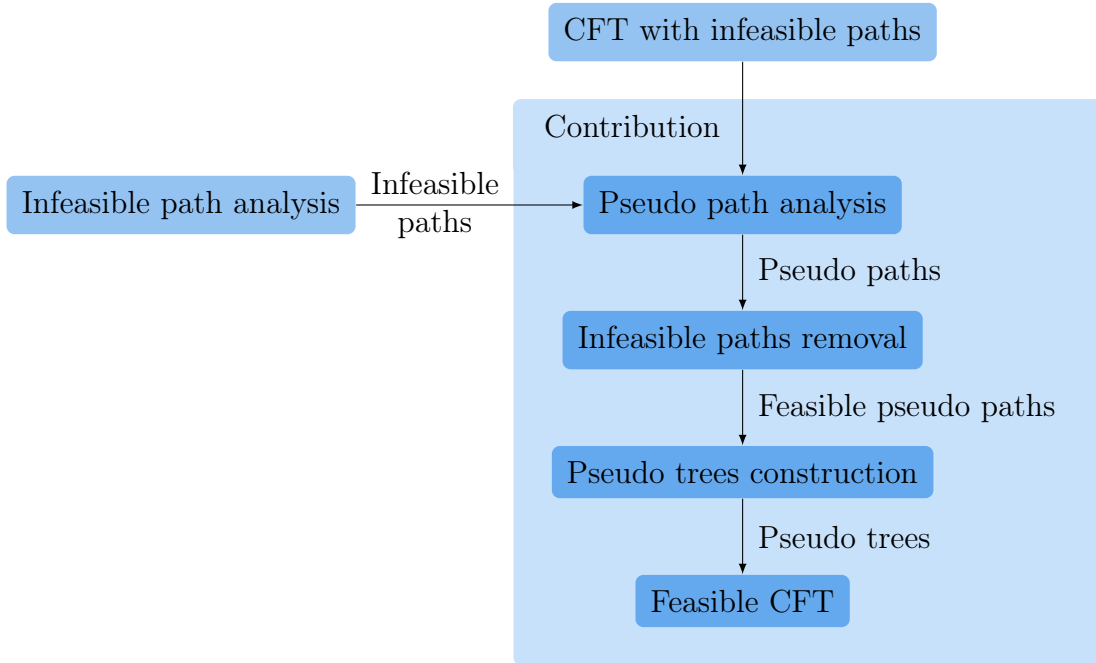 CFT with infeasible paths
Contribution
Infeasible path analysis
Infeasible
paths
Pseudo path analysis
Pseudo paths
Infeasible paths removal
Feasible pseudo paths
Pseudo trees construction
Pseudo trees
Feasible CFT